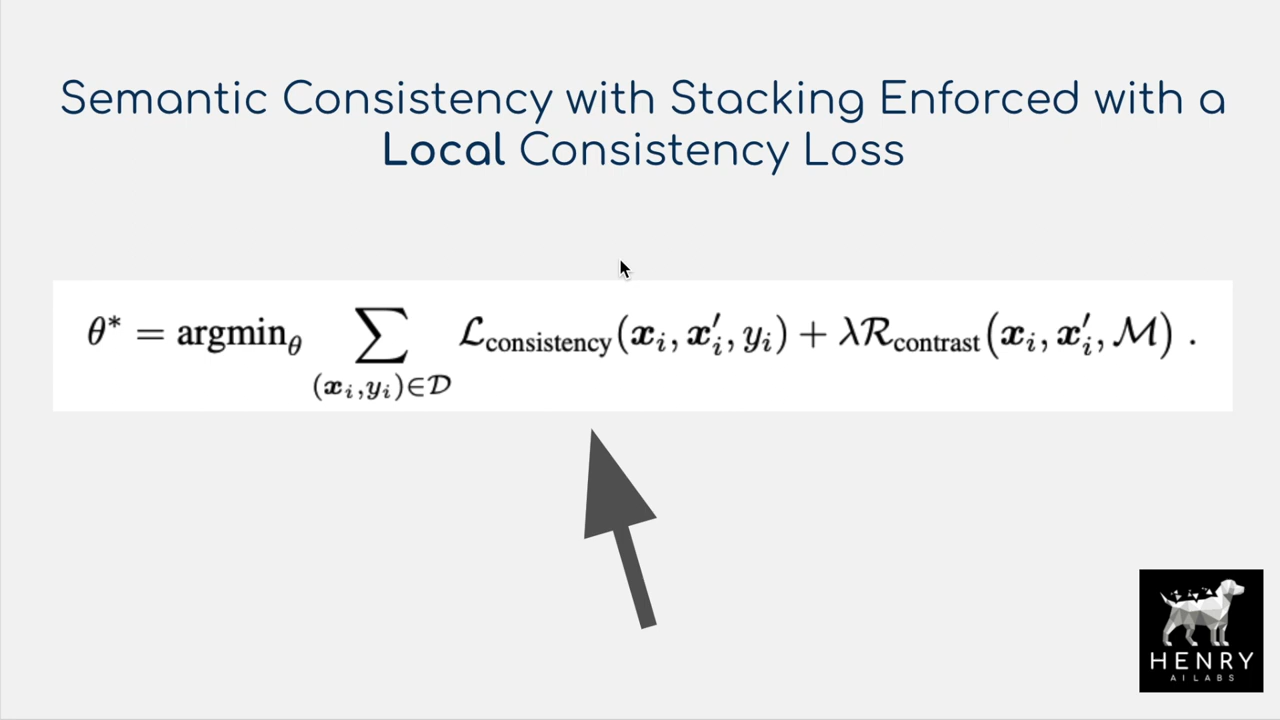 Semantic Consistency with Stacking Enforced with a
Local Consistency Loss
θ* = argmin_θ ∑_{(x_i,y_i)∈D} L_consistency(x_i, x′_i, y_i) + λR_contrast(x_i, x′_i, M) .
HENRY
AI LABS